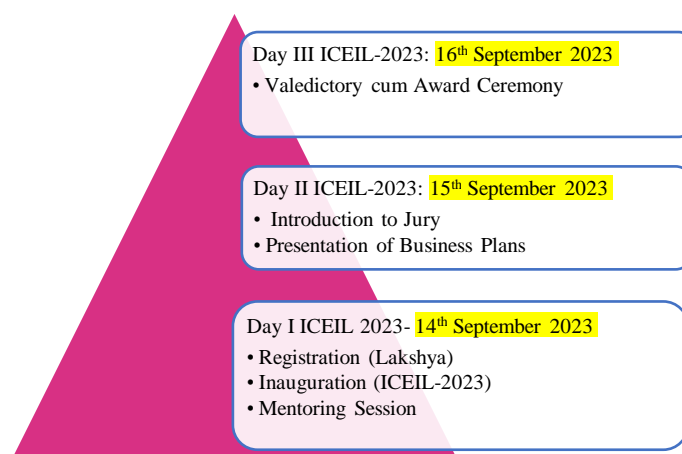 Day III ICEIL-2023: 16th September 2023
• Valedictory cum Award Ceremony
Day II ICEIL-2023: 15th September 2023
• Introduction to Jury
• Presentation of Business Plans
Day I ICEIL 2023- 14th September 2023
• Registration (Lakshya)
• Inauguration (ICEIL-2023)
• Mentoring Session